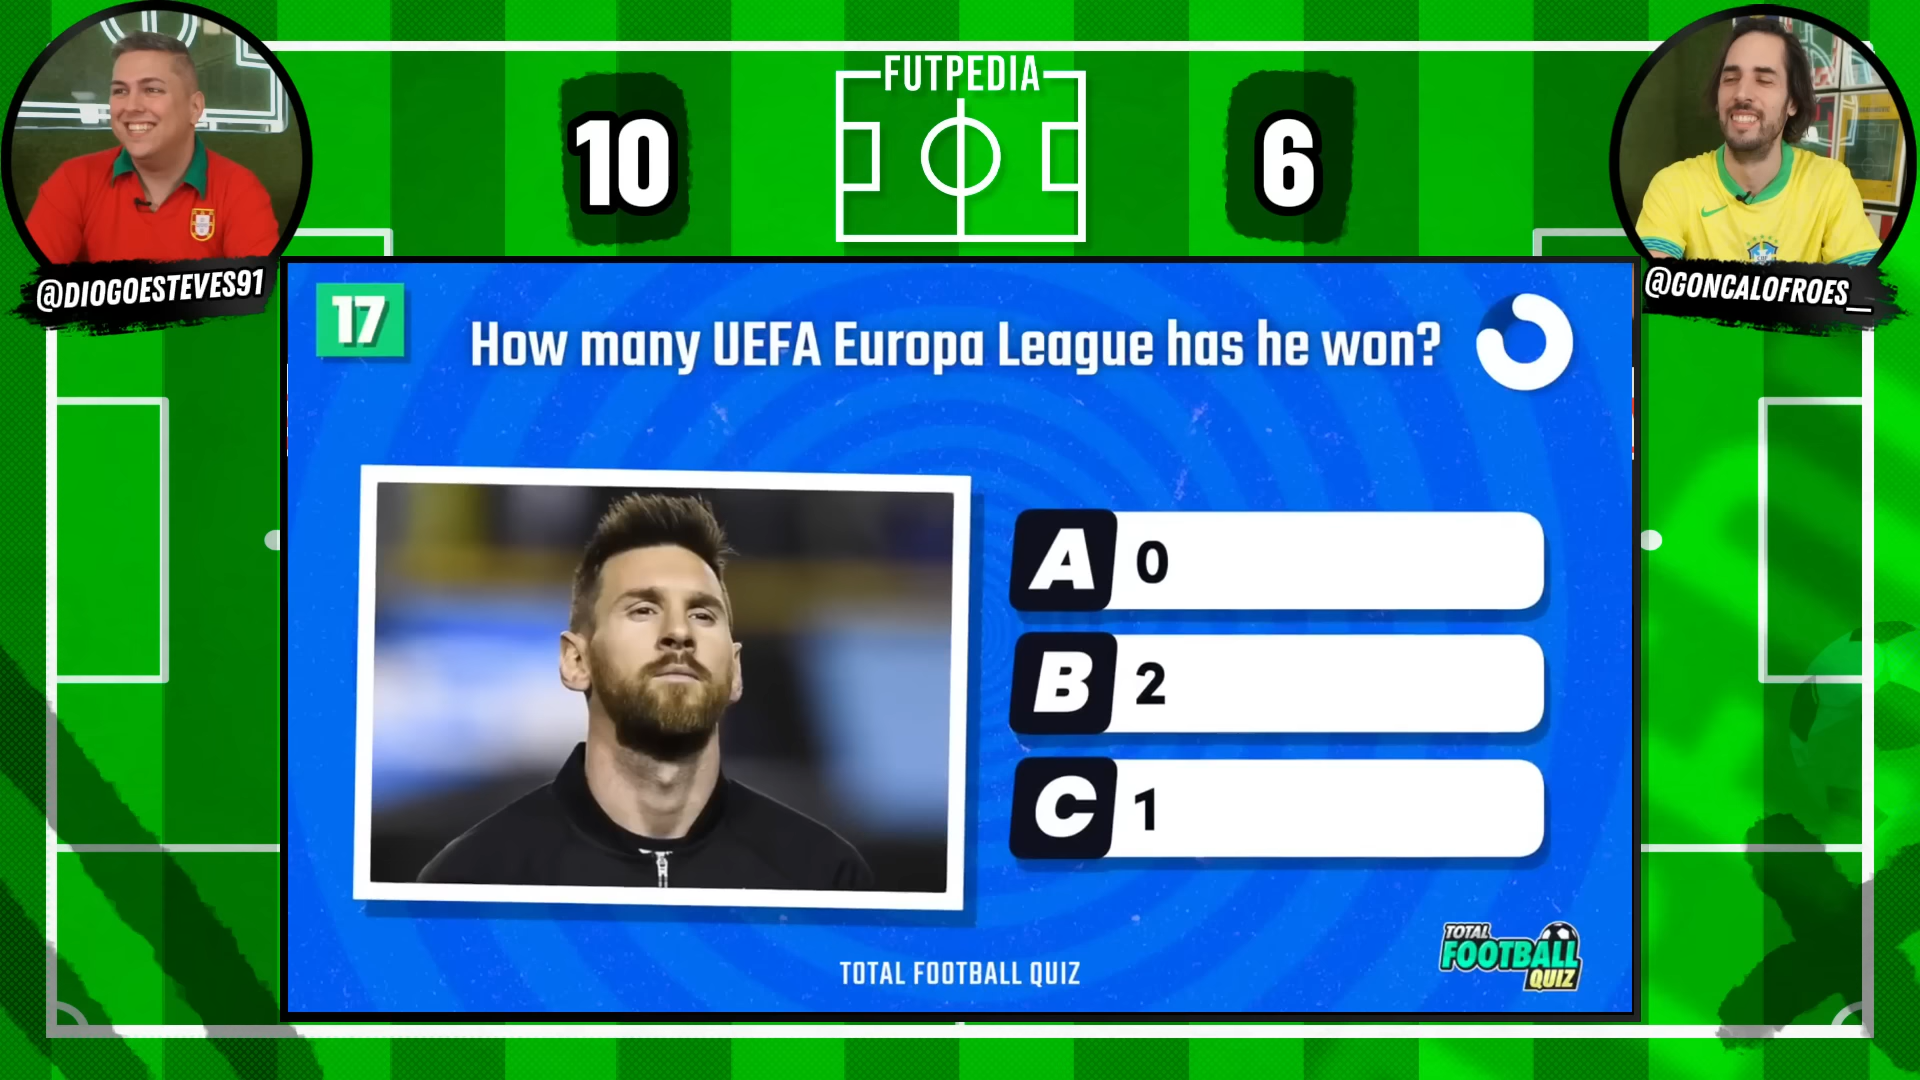 FUTPEDIA
10
6
@DIOGOESTEVES91
@GONCALOFROES__
17
How many UEFA Europa League has he won?
A 0
B 2
C 1
TOTAL FOOTBALL QUIZ
TOTAL
FOOTBALL
QUIZ